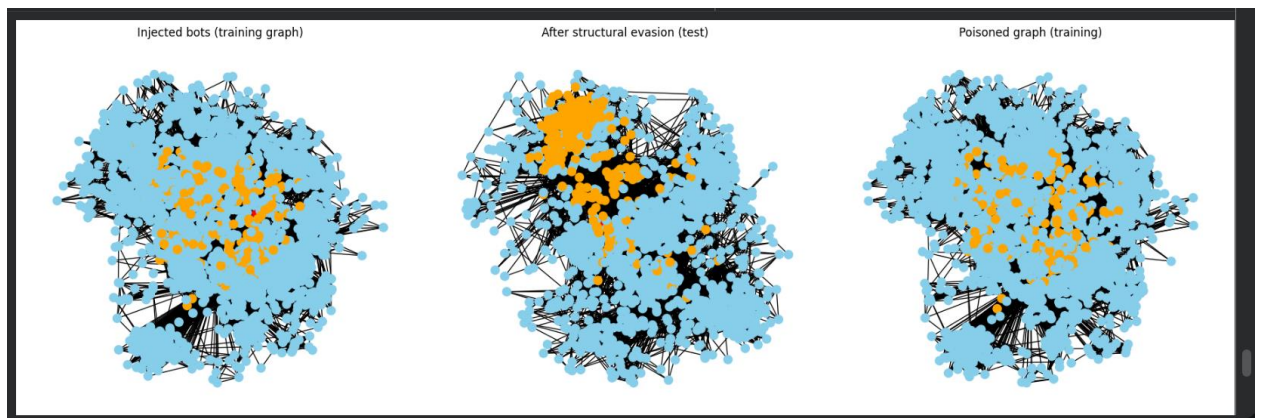 Injected bots (training graph)
After structural evasion (test)
Poisoned graph (training)